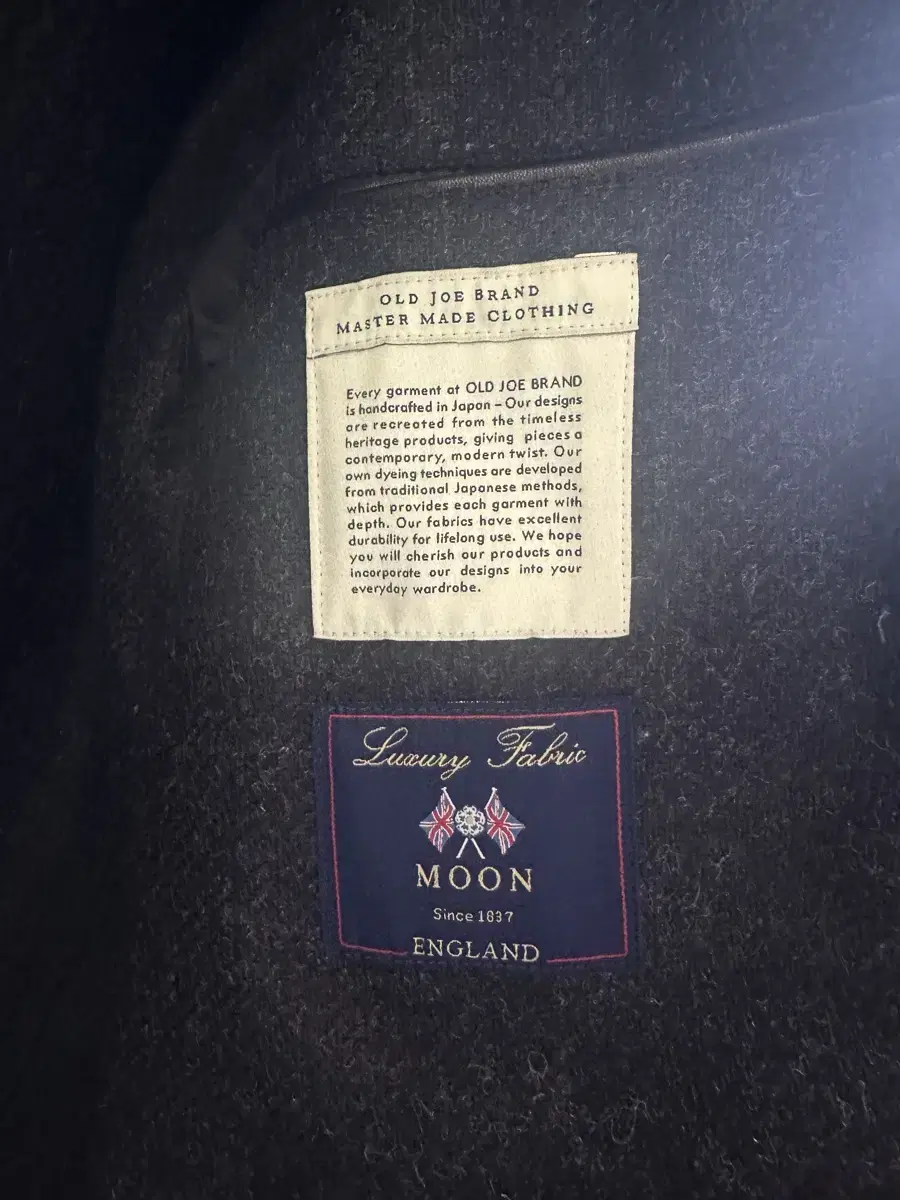 OLD JOE BRAND
MASTER MADE CLOTHING
Every garment at OLD JOE BRAND
is handcrafted in Japan – Our designs
are recreated from the timeless
heritage products, giving pieces a
contemporary, modern twist. Our
own dyeing techniques are developed
from traditional Japanese methods,
which provides each garment with
depth. Our fabrics have excellent
durability for lifelong use. We hope
you will cherish our products and
incorporate our designs into your
everyday wardrobe.
Luxury Fabric
MOON
Since 1837
ENGLAND